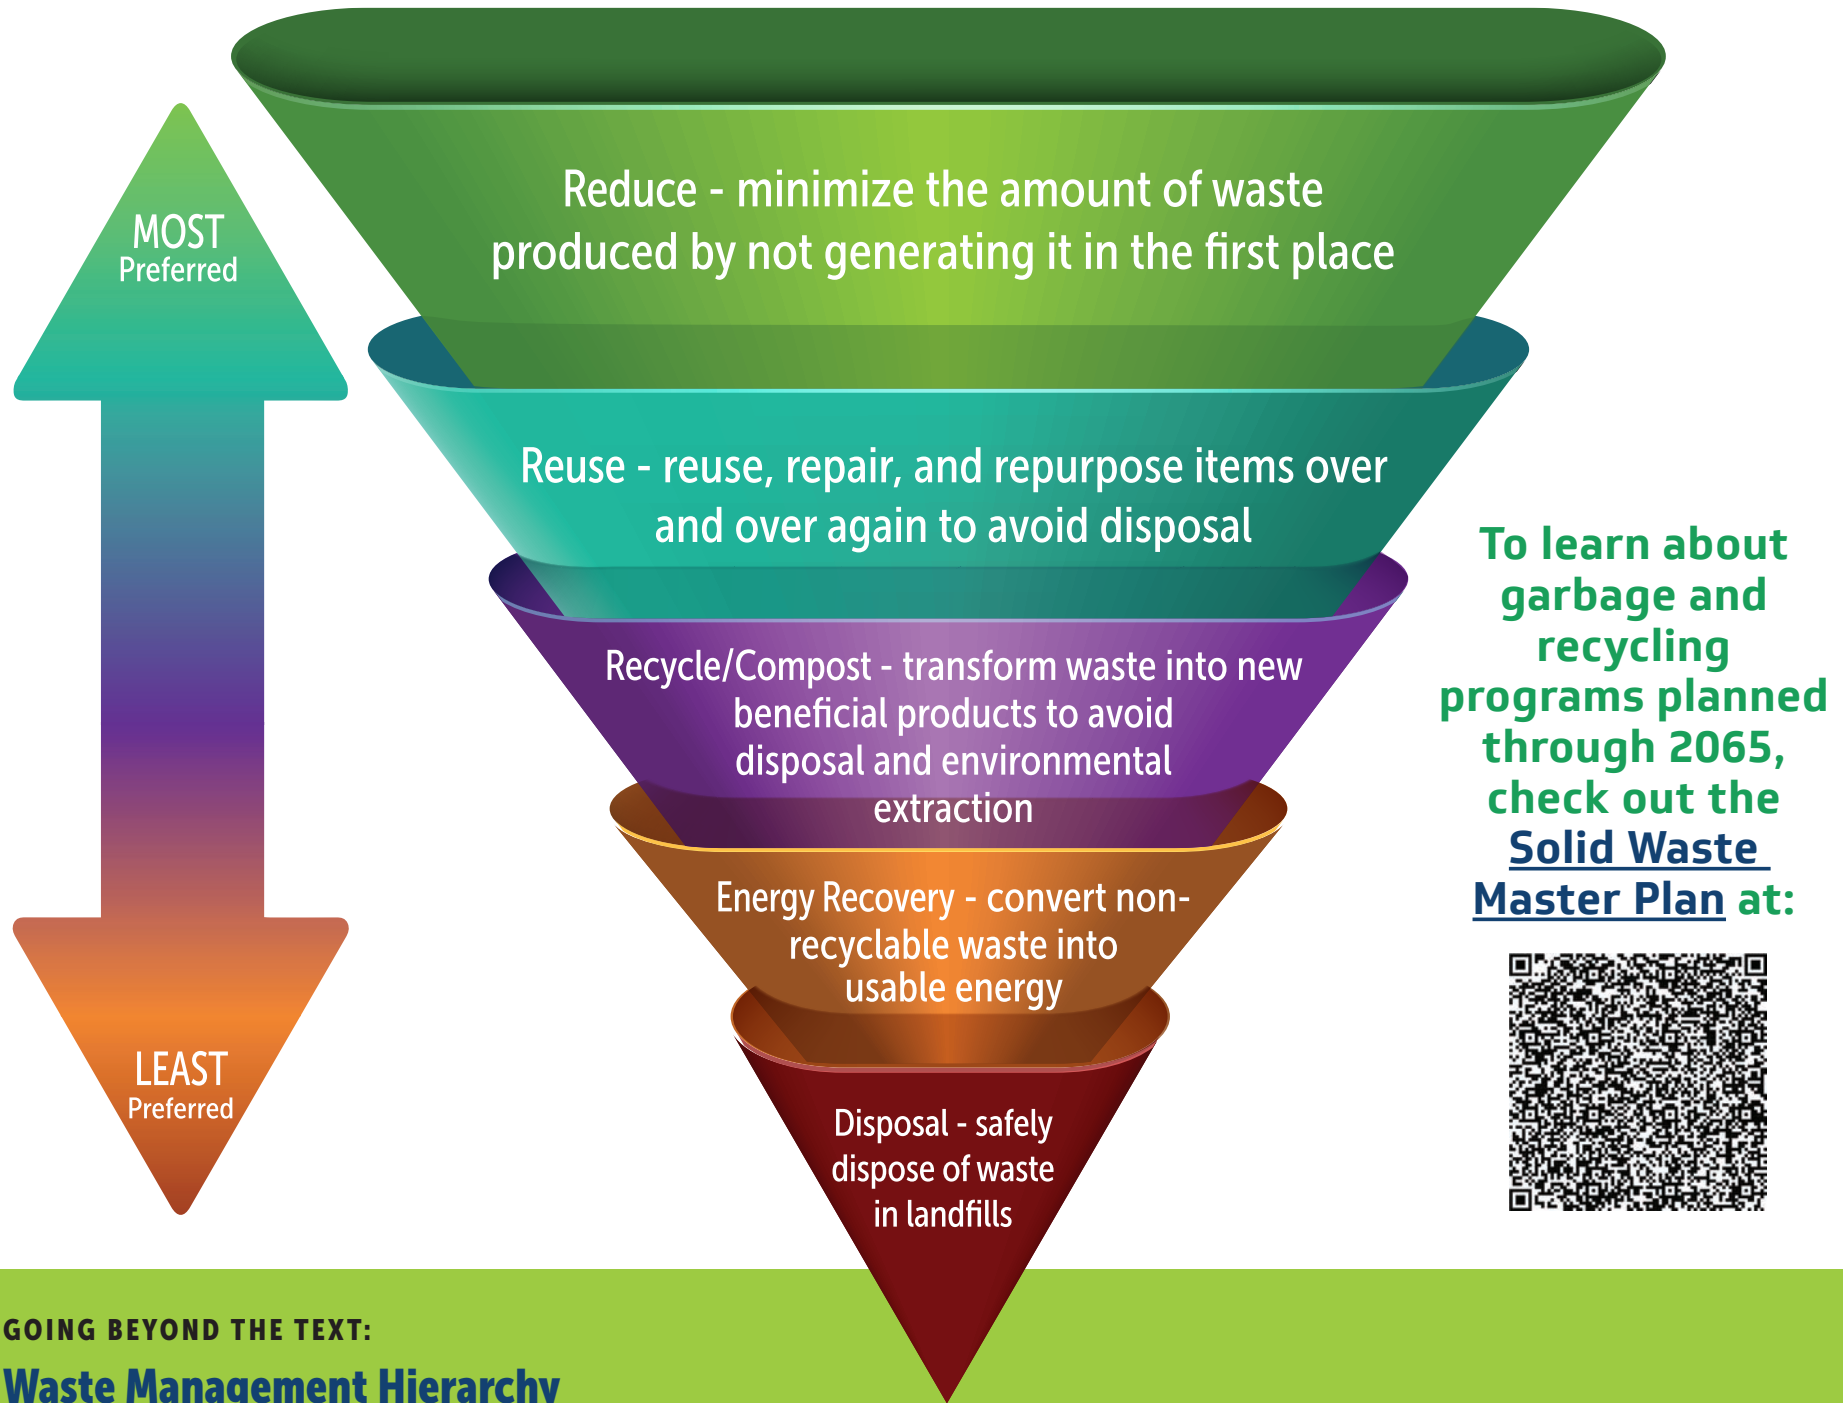 MOST
Preferred
Reduce - minimize the amount of waste
produced by not generating it in the first place
Reuse - reuse, repair, and repurpose items over
and over again to avoid disposal
Recycle/Compost - transform waste into new
beneficial products to avoid
disposal and environmental
extraction
Energy Recovery - convert non-
recyclable waste into
usable energy
Disposal - safely
dispose of waste
in landfills
LEAST
Preferred
To learn about
garbage and
recycling
programs planned
through 2065,
check out the
Solid Waste
Master Plan at:
GOING BEYOND THE TEXT:
Waste Management Hierarchy